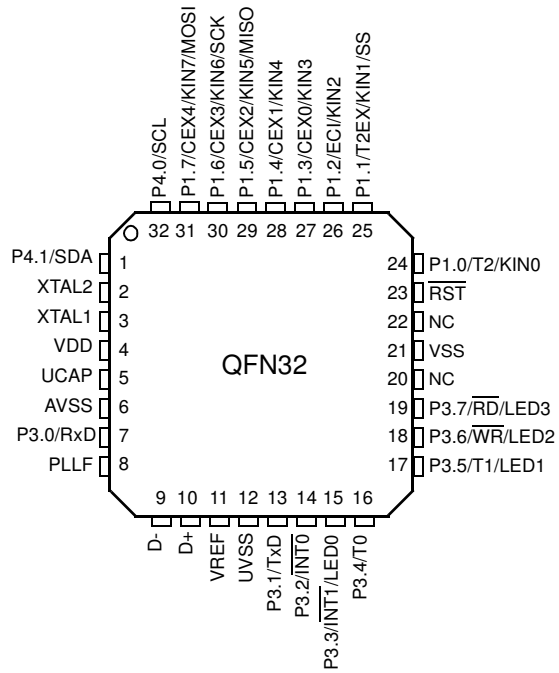 P4.0/SCL
P1.7/CEX4/KIN7/MOSI
P1.6/CEX3/KIN6/SCK
P1.5/CEX2/KIN5/MISO
P1.4/CEX1/KIN4
P1.3/CEX0/KIN3
P1.2/ECI/KIN2
P1.1/T2EX/KIN1/SS
32 31 30 29 28 27 26 25
P4.1/SDA 1
XTAL2 2
XTAL1 3
VDD 4
UCAP 5
AVSS 6
P3.0/RxD 7
PLLF 8
QFN32
24 P1.0/T2/KIN0
23 RST
22 NC
21 VSS
20 NC
19 P3.7/RD/LED3
18 P3.6/WR/LED2
17 P3.5/T1/LED1
9 10 11 12 13 14 15 16
D-
D+
VREF
UVSS
P3.1/TxD
P3.2/INT0
P3.3/INT1/LED0
P3.4/T0